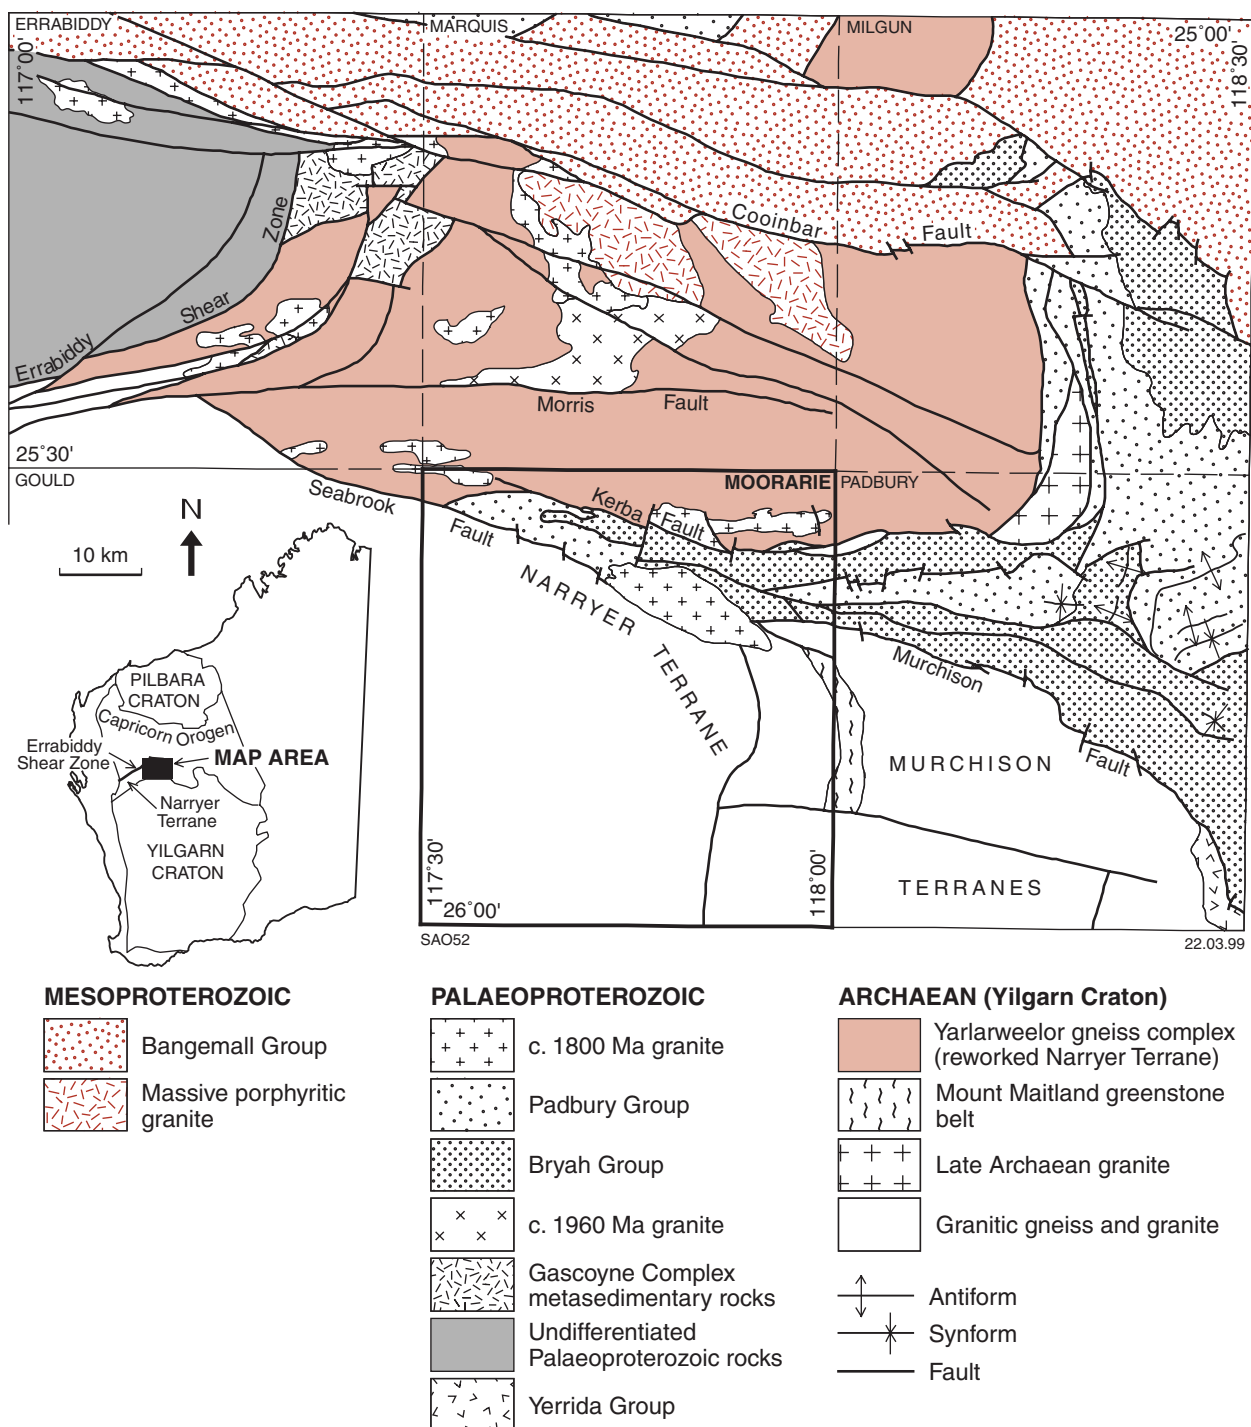 ERRABIDDY
MARQUIS
MILGUN
25°00'
117°00'
118°30'
Cooinbar
Fault
Zone
Shear
Errabiddy
Morris
Fault
25°30'
GOULD
MOORARIE
PADBURY
Seabrook
Fault
Kerba
Fault
N
10 km
NARRYER
TERRANE
Murchison
Fault
MURCHISON
TERRANES
PILBARA
CRATON
Capricorn Orogen
Errabiddy
Shear Zone
MAP AREA
Narryer
Terrane
YILGARN
CRATON
117°30'
118°00'
26°00'
SAO52
22.03.99
MESOPROTEROZOIC
Bangemall Group
Massive porphyritic
granite
PALAEOPROTEROZOIC
c. 1800 Ma granite
Padbury Group
Bryah Group
c. 1960 Ma granite
Gascoyne Complex
metasedimentary rocks
Undifferentiated
Palaeoproterozoic rocks
Yerrida Group
ARCHAEAN (Yilgarn Craton)
Yarlarweelor gneiss complex
(reworked Narryer Terrane)
Mount Maitland greenstone
belt
Late Archaean granite
Granitic gneiss and granite
Antiform
Synform
Fault